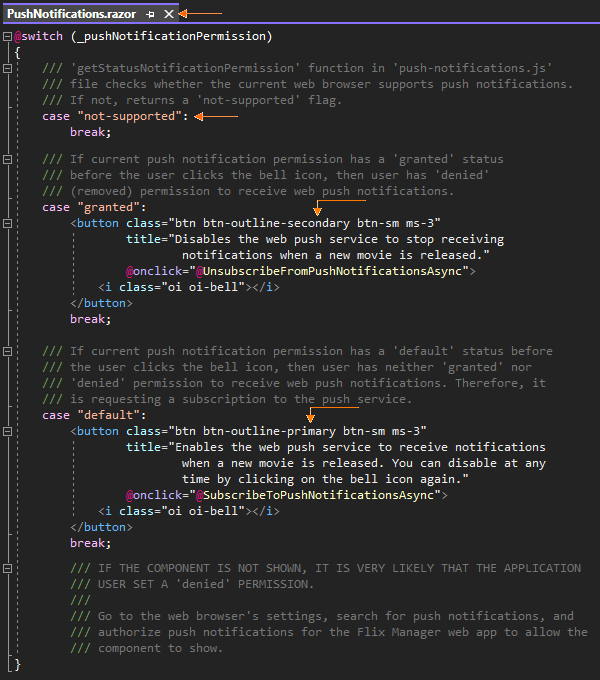 PushNotifications.razor
@switch (_pushNotificationPermission)
{
/// 'getStatusNotificationPermission' function in 'push-notifications.js'
/// file checks whether the current web browser supports push notifications.
/// If not, returns a 'not-supported' flag.
case "not-supported":
break;
/// If current push notification permission has a 'granted' status
/// before the user clicks the bell icon, then user has 'denied'
/// (removed) permission to receive web push notifications.
case "granted":
<button class="btn btn-outline-secondary btn-sm ms-3"
title="Disables the web push service to stop receiving
notifications when a new movie is released."
@onclick="@UnsubscribeFromPushNotificationsAsync">
<i class="oi oi-bell"></i>
</button>
break;
/// If current push notification permission has a 'default' status before
/// the user clicks the bell icon, then user has neither 'granted' nor
/// 'denied' permission to receive web push notifications. Therefore, it
/// is requesting a subscription to the push service.
case "default":
<button class="btn btn-outline-primary btn-sm ms-3"
title="Enables the web push service to receive notifications
when a new movie is released. You can disable at any
time by clicking on the bell icon again."
@onclick="@SubscribeToPushNotificationsAsync">
<i class="oi oi-bell"></i>
</button>
break;
/// IF THE COMPONENT IS NOT SHOWN, IT IS VERY LIKELY THAT THE APPLICATION
/// USER SET A 'denied' PERMISSION.
///
/// Go to the web browser's settings, search for push notifications, and
/// authorize push notifications for the Flix Manager web app to allow the
/// component to show.
}